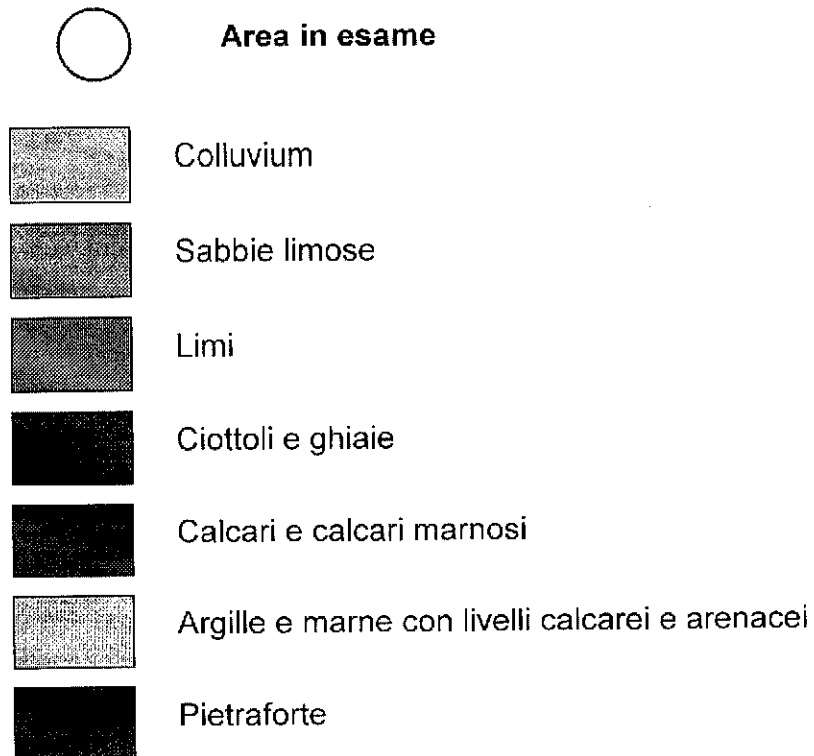 Area in esame
Colluvium
Sabbie limose
Limi
Ciottoli e ghiaie
Calcari e calcari marnosi
Argille e marne con livelli calcarei e arenacei
Pietraforte